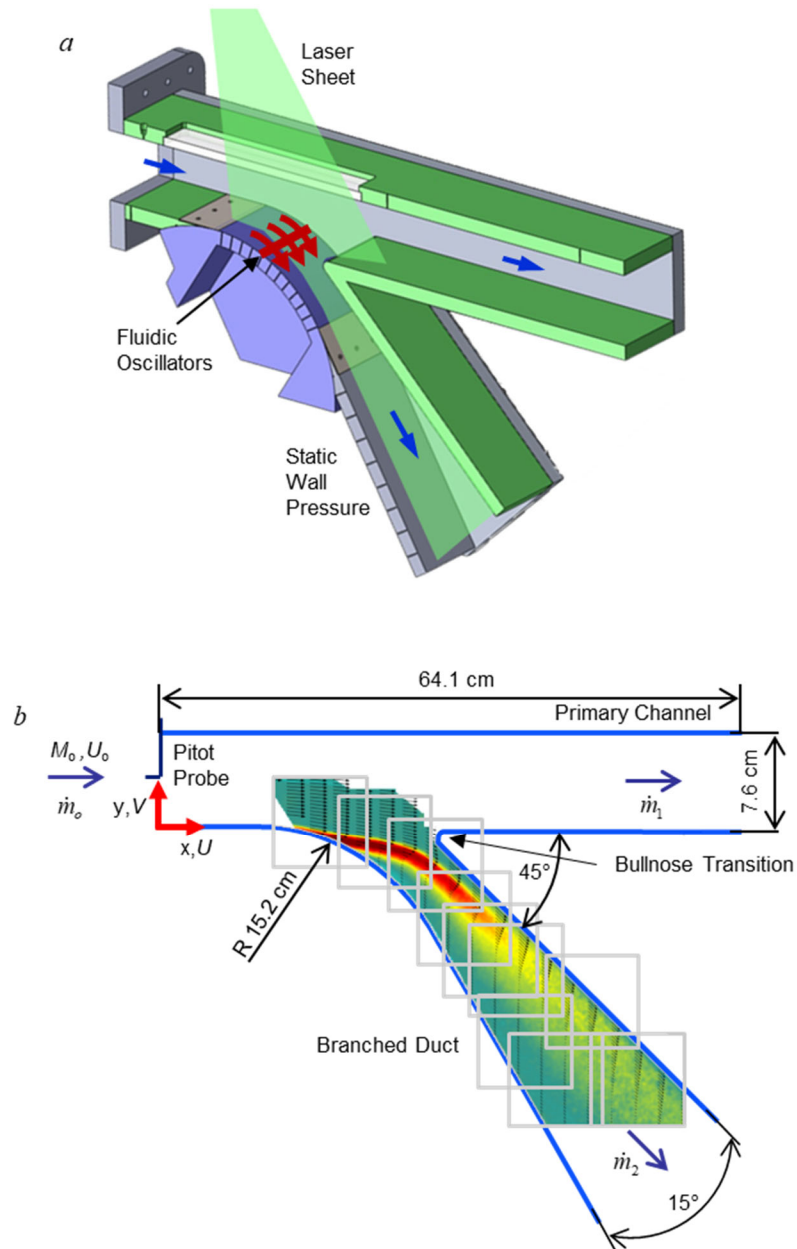 a
Laser
Sheet
Fluidic
Oscillators
Static
Wall
Pressure
b
64.1 cm
Primary Channel
Mₒ,Uₒ
Pitot
Probe
ṁₒ
y,V
x,U
ṁ₁
7.6 cm
Bullnose Transition
45°
R 15.2 cm
Branched Duct
ṁ₂
15°